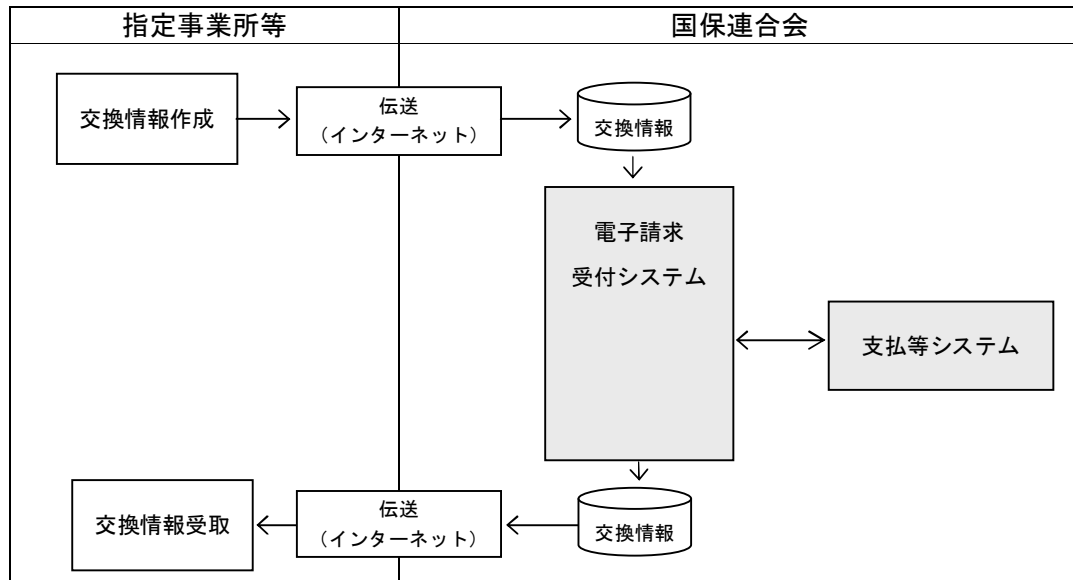 指定事業所等
国保連合会
交換情報作成
伝送
（インターネット）
交換情報
電子請求
受付システム
支払等システム
交換情報受取
伝送
（インターネット）
交換情報